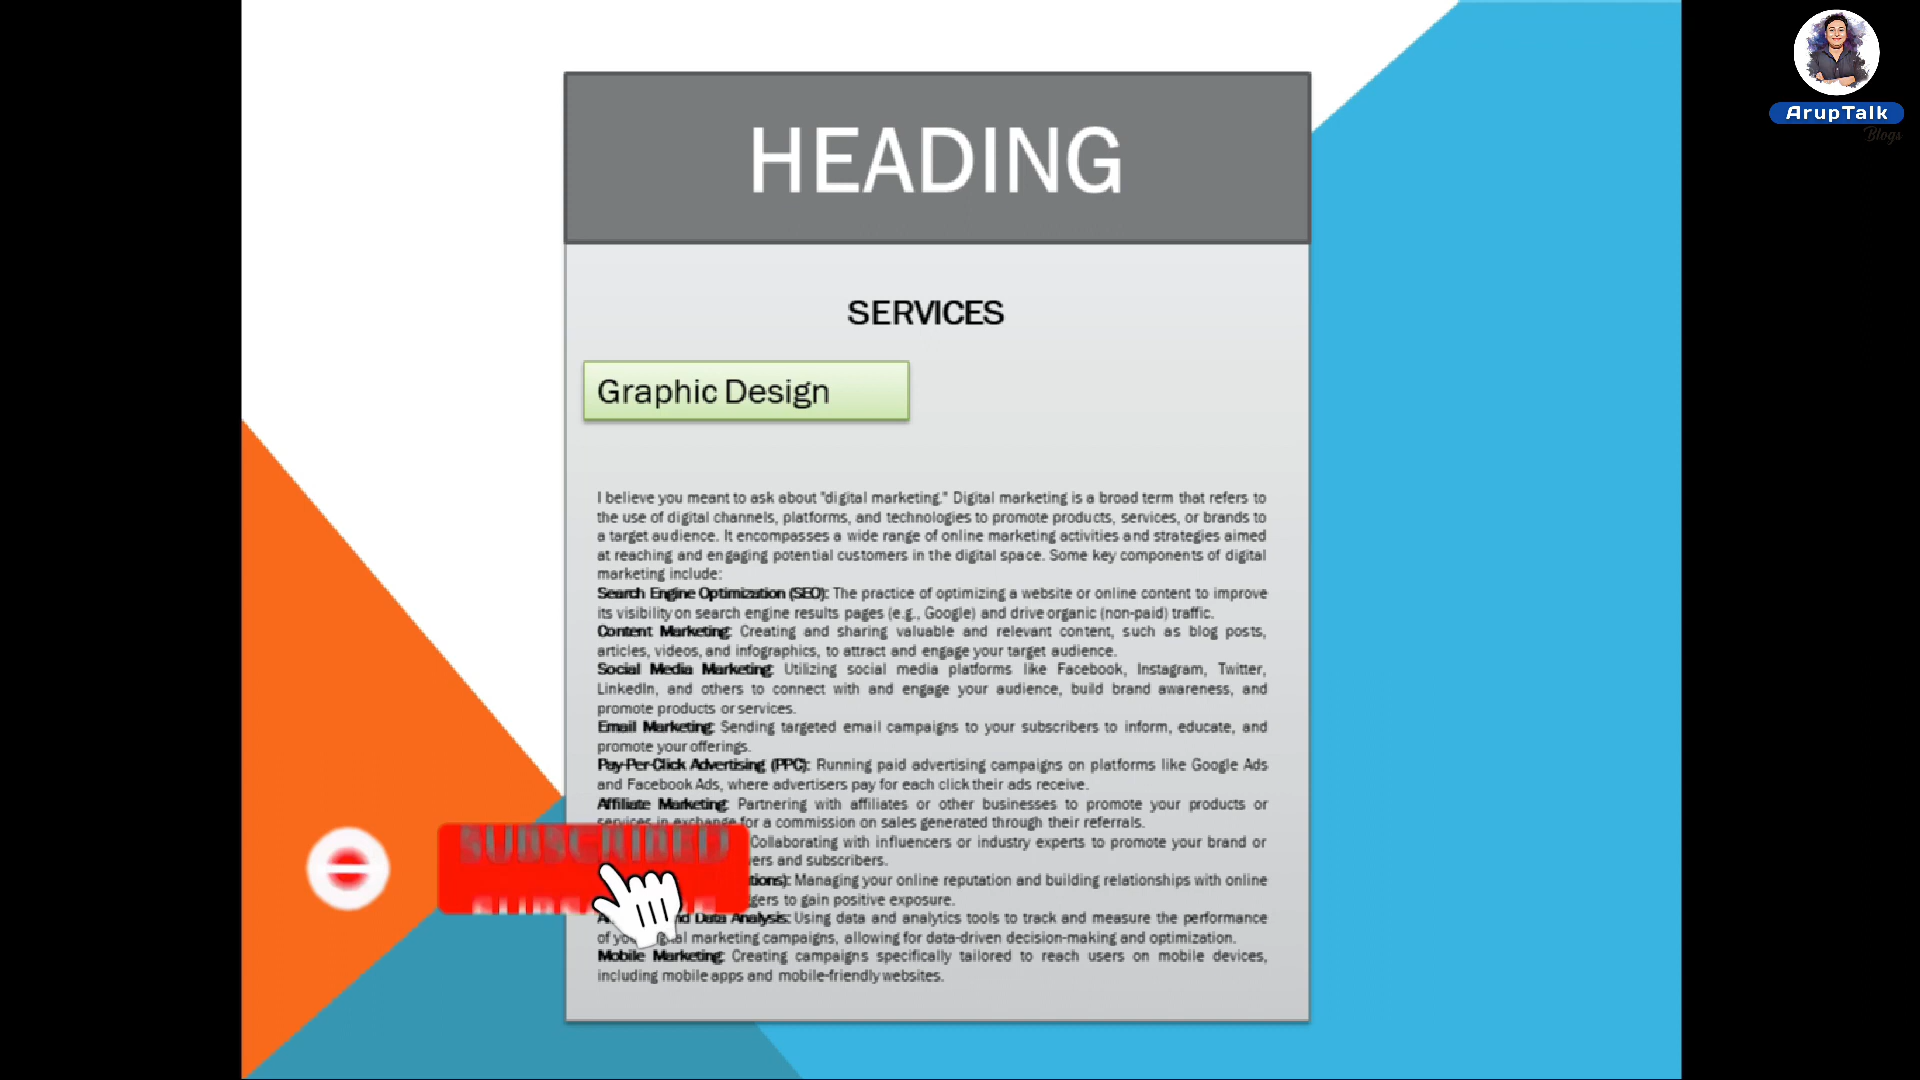 ArupTalk
Blogs
HEADING
SERVICES
Graphic Design
I believe you meant to ask about "digital marketing." Digital marketing is a broad term that refers to
the use of digital channels, platforms, and technologies to promote products, services, or brands to
a target audience. It encompasses a wide range of online marketing activities and strategies aimed
at reaching and engaging potential customers in the digital space. Some key components of digital
marketing include:
Search Engine Optimization (SEO): The practice of optimizing a website or online content to improve
its visibility on search engine results pages (e.g., Google) and drive organic (non-paid) traffic.
Content Marketing: Creating and sharing valuable and relevant content, such as blog posts,
articles, videos, and infographics, to attract and engage your target audience.
Social Media Marketing: Utilizing social media platforms like Facebook, Instagram, Twitter,
LinkedIn, and others to connect with and engage your audience, build brand awareness, and
promote products or services.
Email Marketing: Sending targeted email campaigns to your subscribers to inform, educate, and
promote your offerings.
Pay-Per-Click Advertising (PPC): Running paid advertising campaigns on platforms like Google Ads
and Facebook Ads, where advertisers pay for each click their ads receive.
Affiliate Marketing: Partnering with affiliates or other businesses to promote your products or
services in exchange for a commission on sales generated through their referrals.
Collaborating with influencers or industry experts to promote your brand or
and subscribers.
Managing your online reputation and building relationships with online
to gain positive exposure.
Data Analysis: Using data and analytics tools to track and measure the performance
of marketing campaigns, allowing for data-driven decision-making and optimization.
Mobile Marketing: Creating campaigns specifically tailored to reach users on mobile devices,
including mobile apps and mobile-friendly websites.
SUBSCRIBED